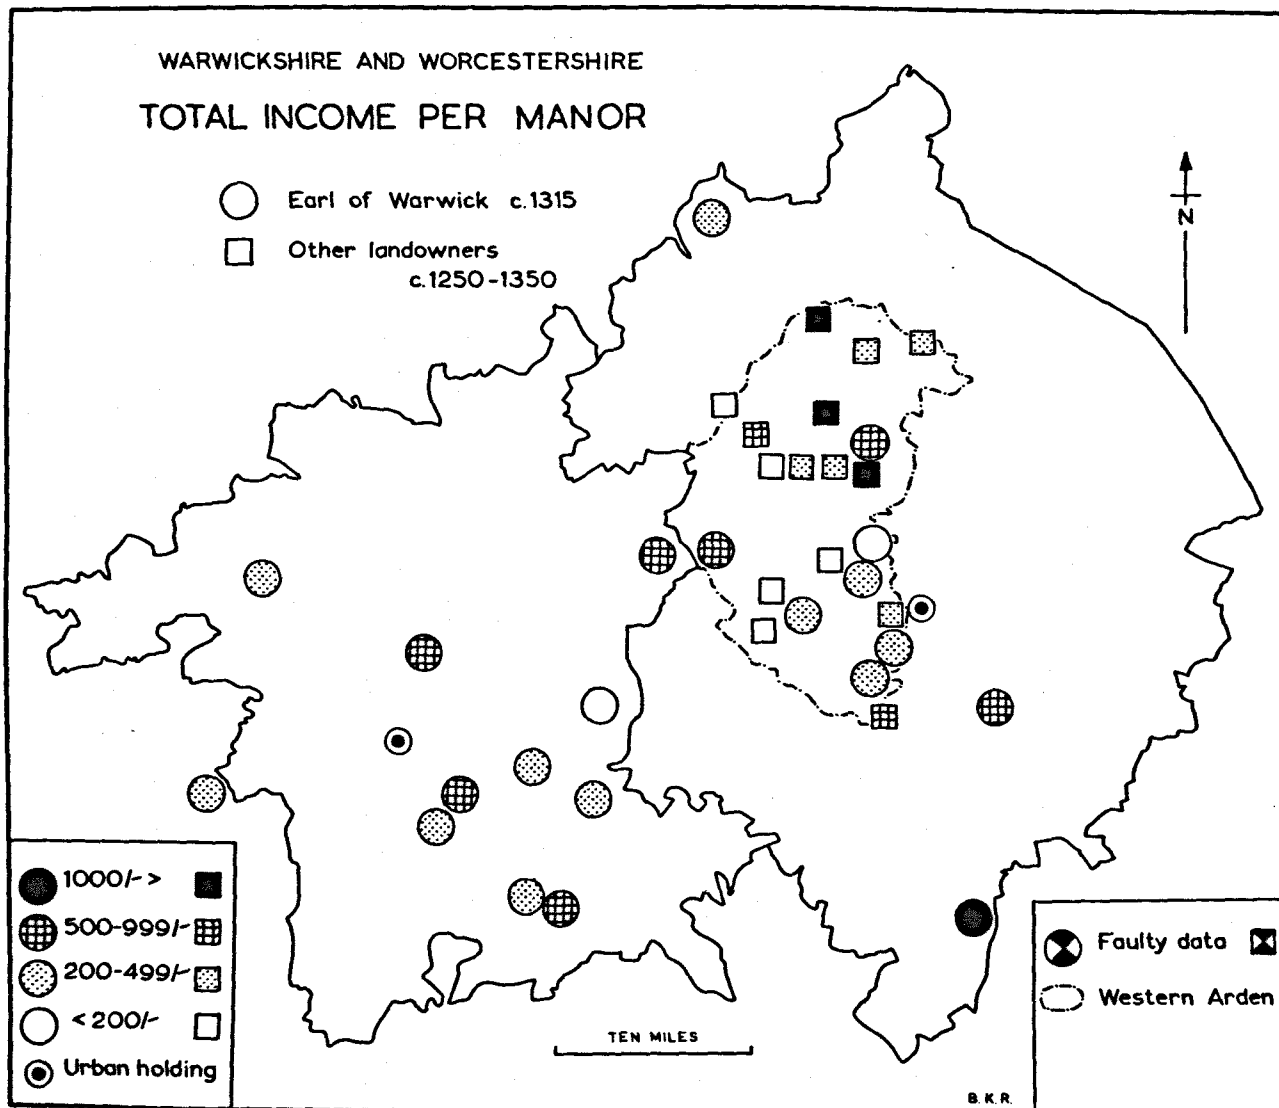 WARWICKSHIRE AND WORCESTERSHIRE
TOTAL INCOME PER MANOR
Earl of Warwick c.1315
Other landowners
c.1250-1350
N
1000/- >
500-999/-
200-499/-
<200/-
Urban holding
TEN MILES
Faulty data
Western Arden
B.K.R.